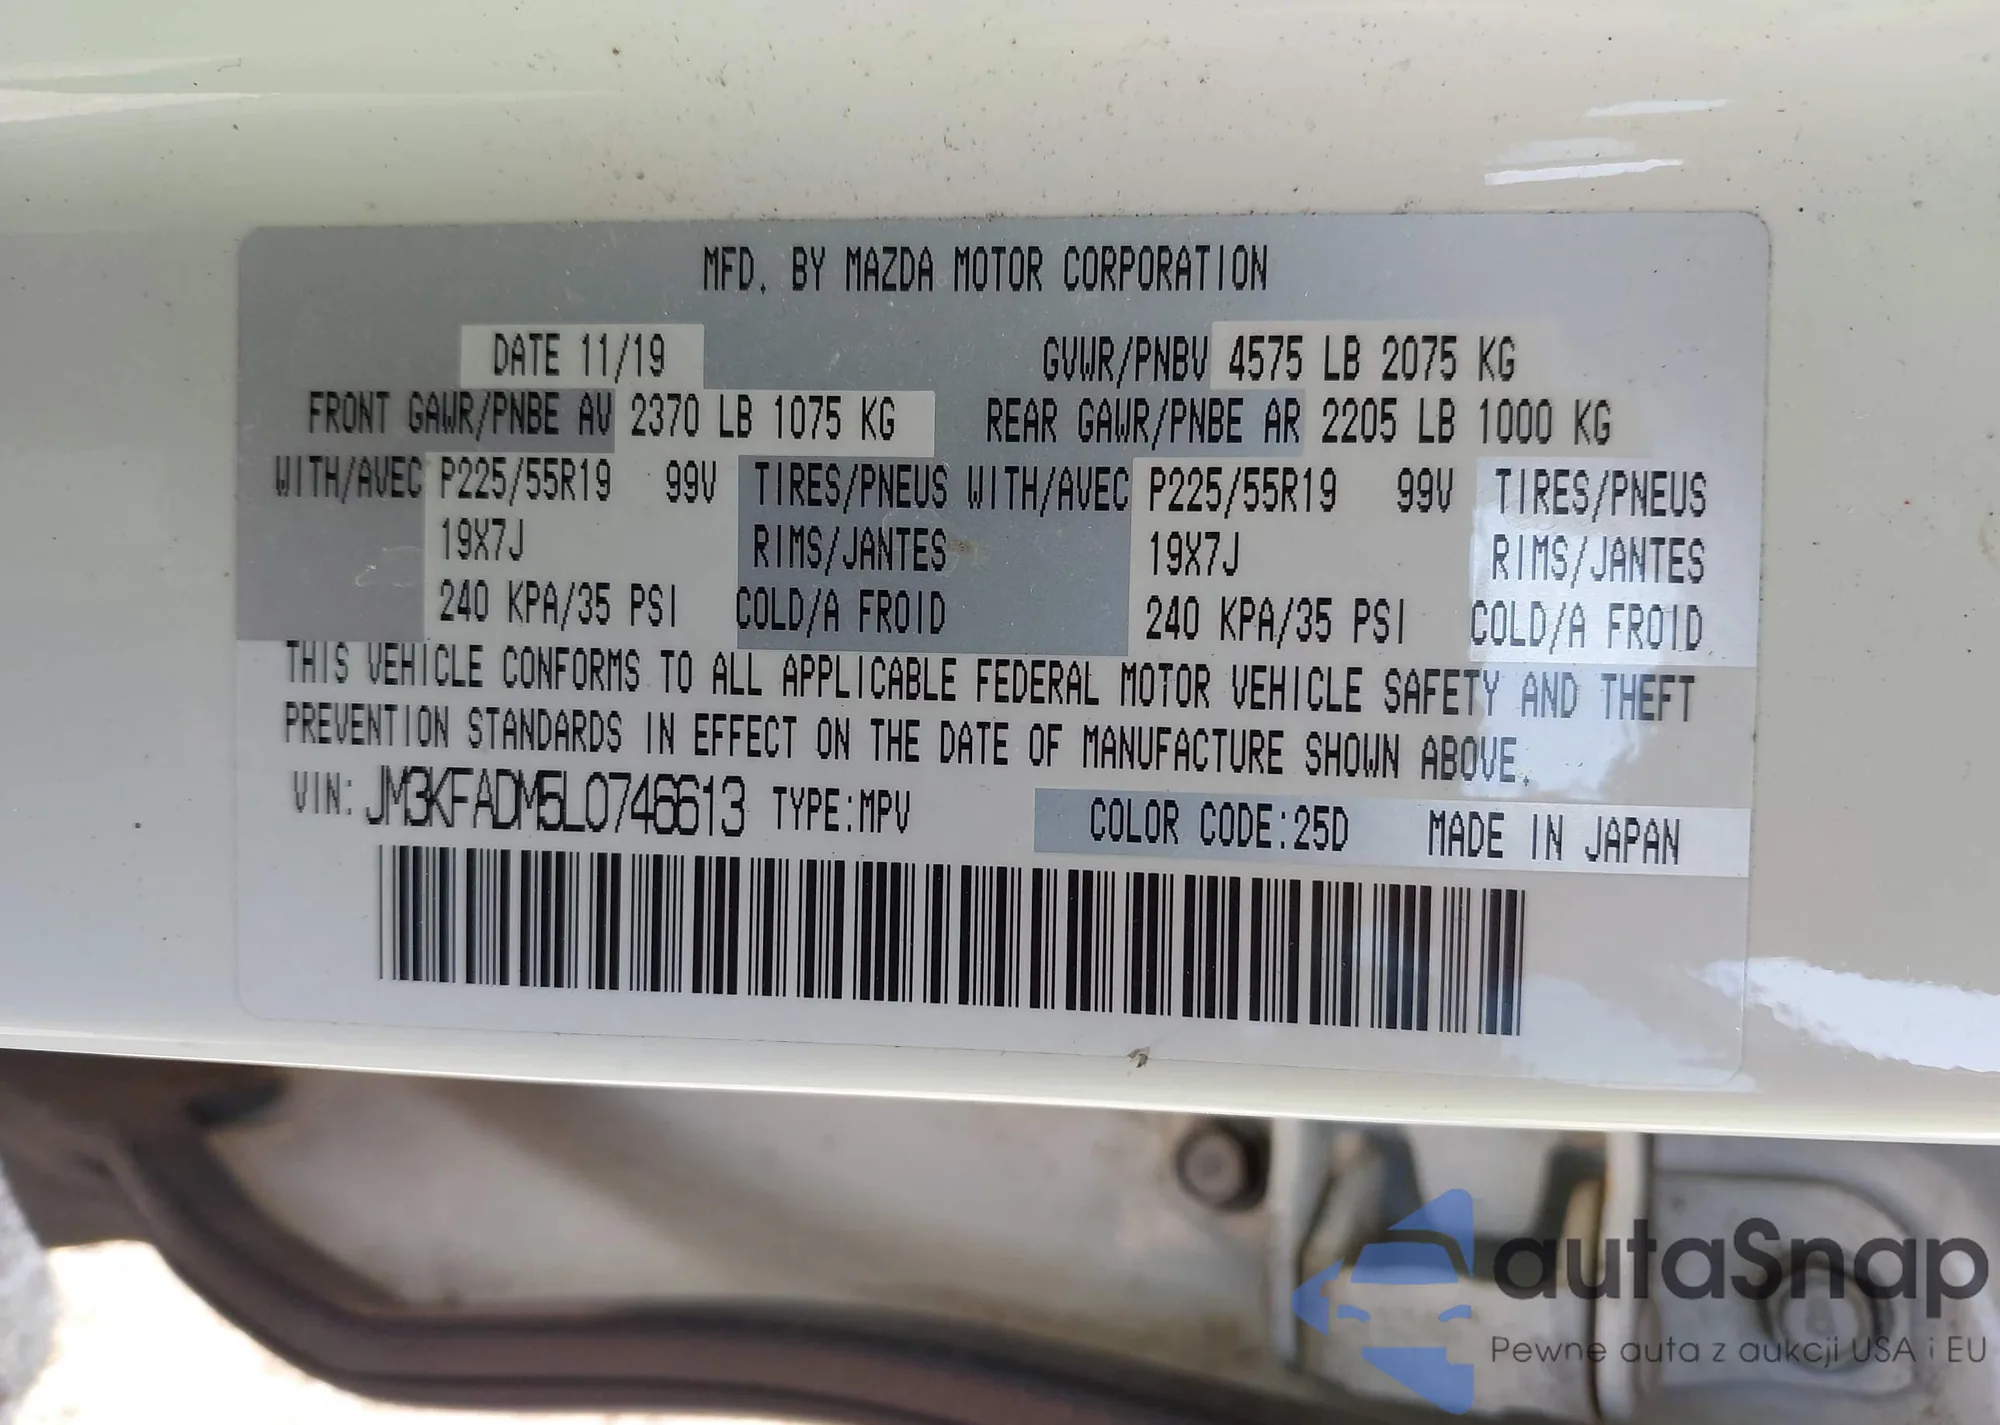 MFD. BY MAZDA MOTOR CORPORATION
DATE 11/19 GVWR/PNBV 4575 LB 2075 KG
FRONT GAWR/PNBE AV 2370 LB 1075 KG REAR GAWR/PNBE AR 2205 LB 1000 KG
WITH/AVEC P225/55R19 99V TIRES/PNEUS WITH/AVEC P225/55R19 99V TIRES/PNEUS
19X7J RIMS/JANTES 19X7J RIMS/JANTES
240 KPA/35 PSI COLD/A FROID 240 KPA/35 PSI COLD/A FROID
THIS VEHICLE CONFORMS TO ALL APPLICABLE FEDERAL MOTOR VEHICLE SAFETY AND THEFT
PREVENTION STANDARDS IN EFFECT ON THE DATE OF MANUFACTURE SHOWN ABOVE.
VIN: JM3KFADM5L0746613 TYPE:MPV COLOR CODE:25D MADE IN JAPAN
autaSnap
Pewne auta z aukcji USA i EU